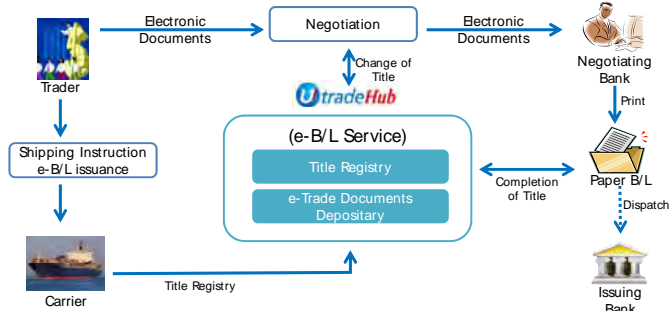 Electronic
Documents
Negotiation
Electronic
Documents
Trader
Change of
Title
UtradeHub
Negotiating
Bank
Print
Shipping Instruction
e-B/L issuance
(e-B/L Service)
Title Registry
e-Trade Documents
Depositary
Completion
of Title
Paper B/L
Dispatch
Carrier
Title Registry
Issuing
Bank